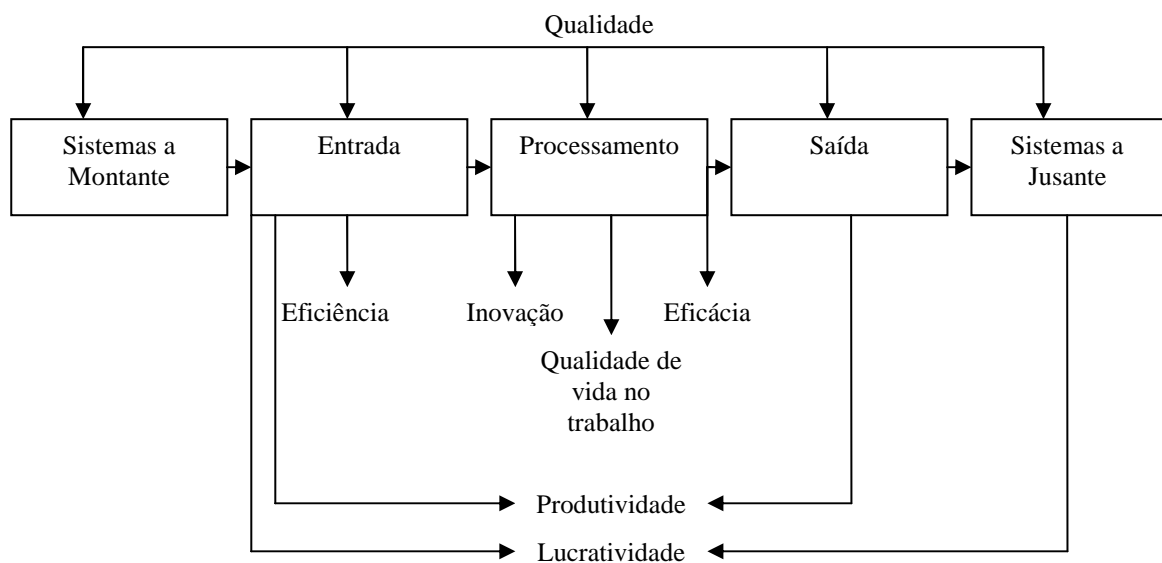 Qualidade
Sistemas a
Montante
Entrada
Processamento
Saída
Sistemas a
Jusante
Eficiência
Inovação
Eficácia
Qualidade de
vida no
trabalho
Produtividade
Lucratividade